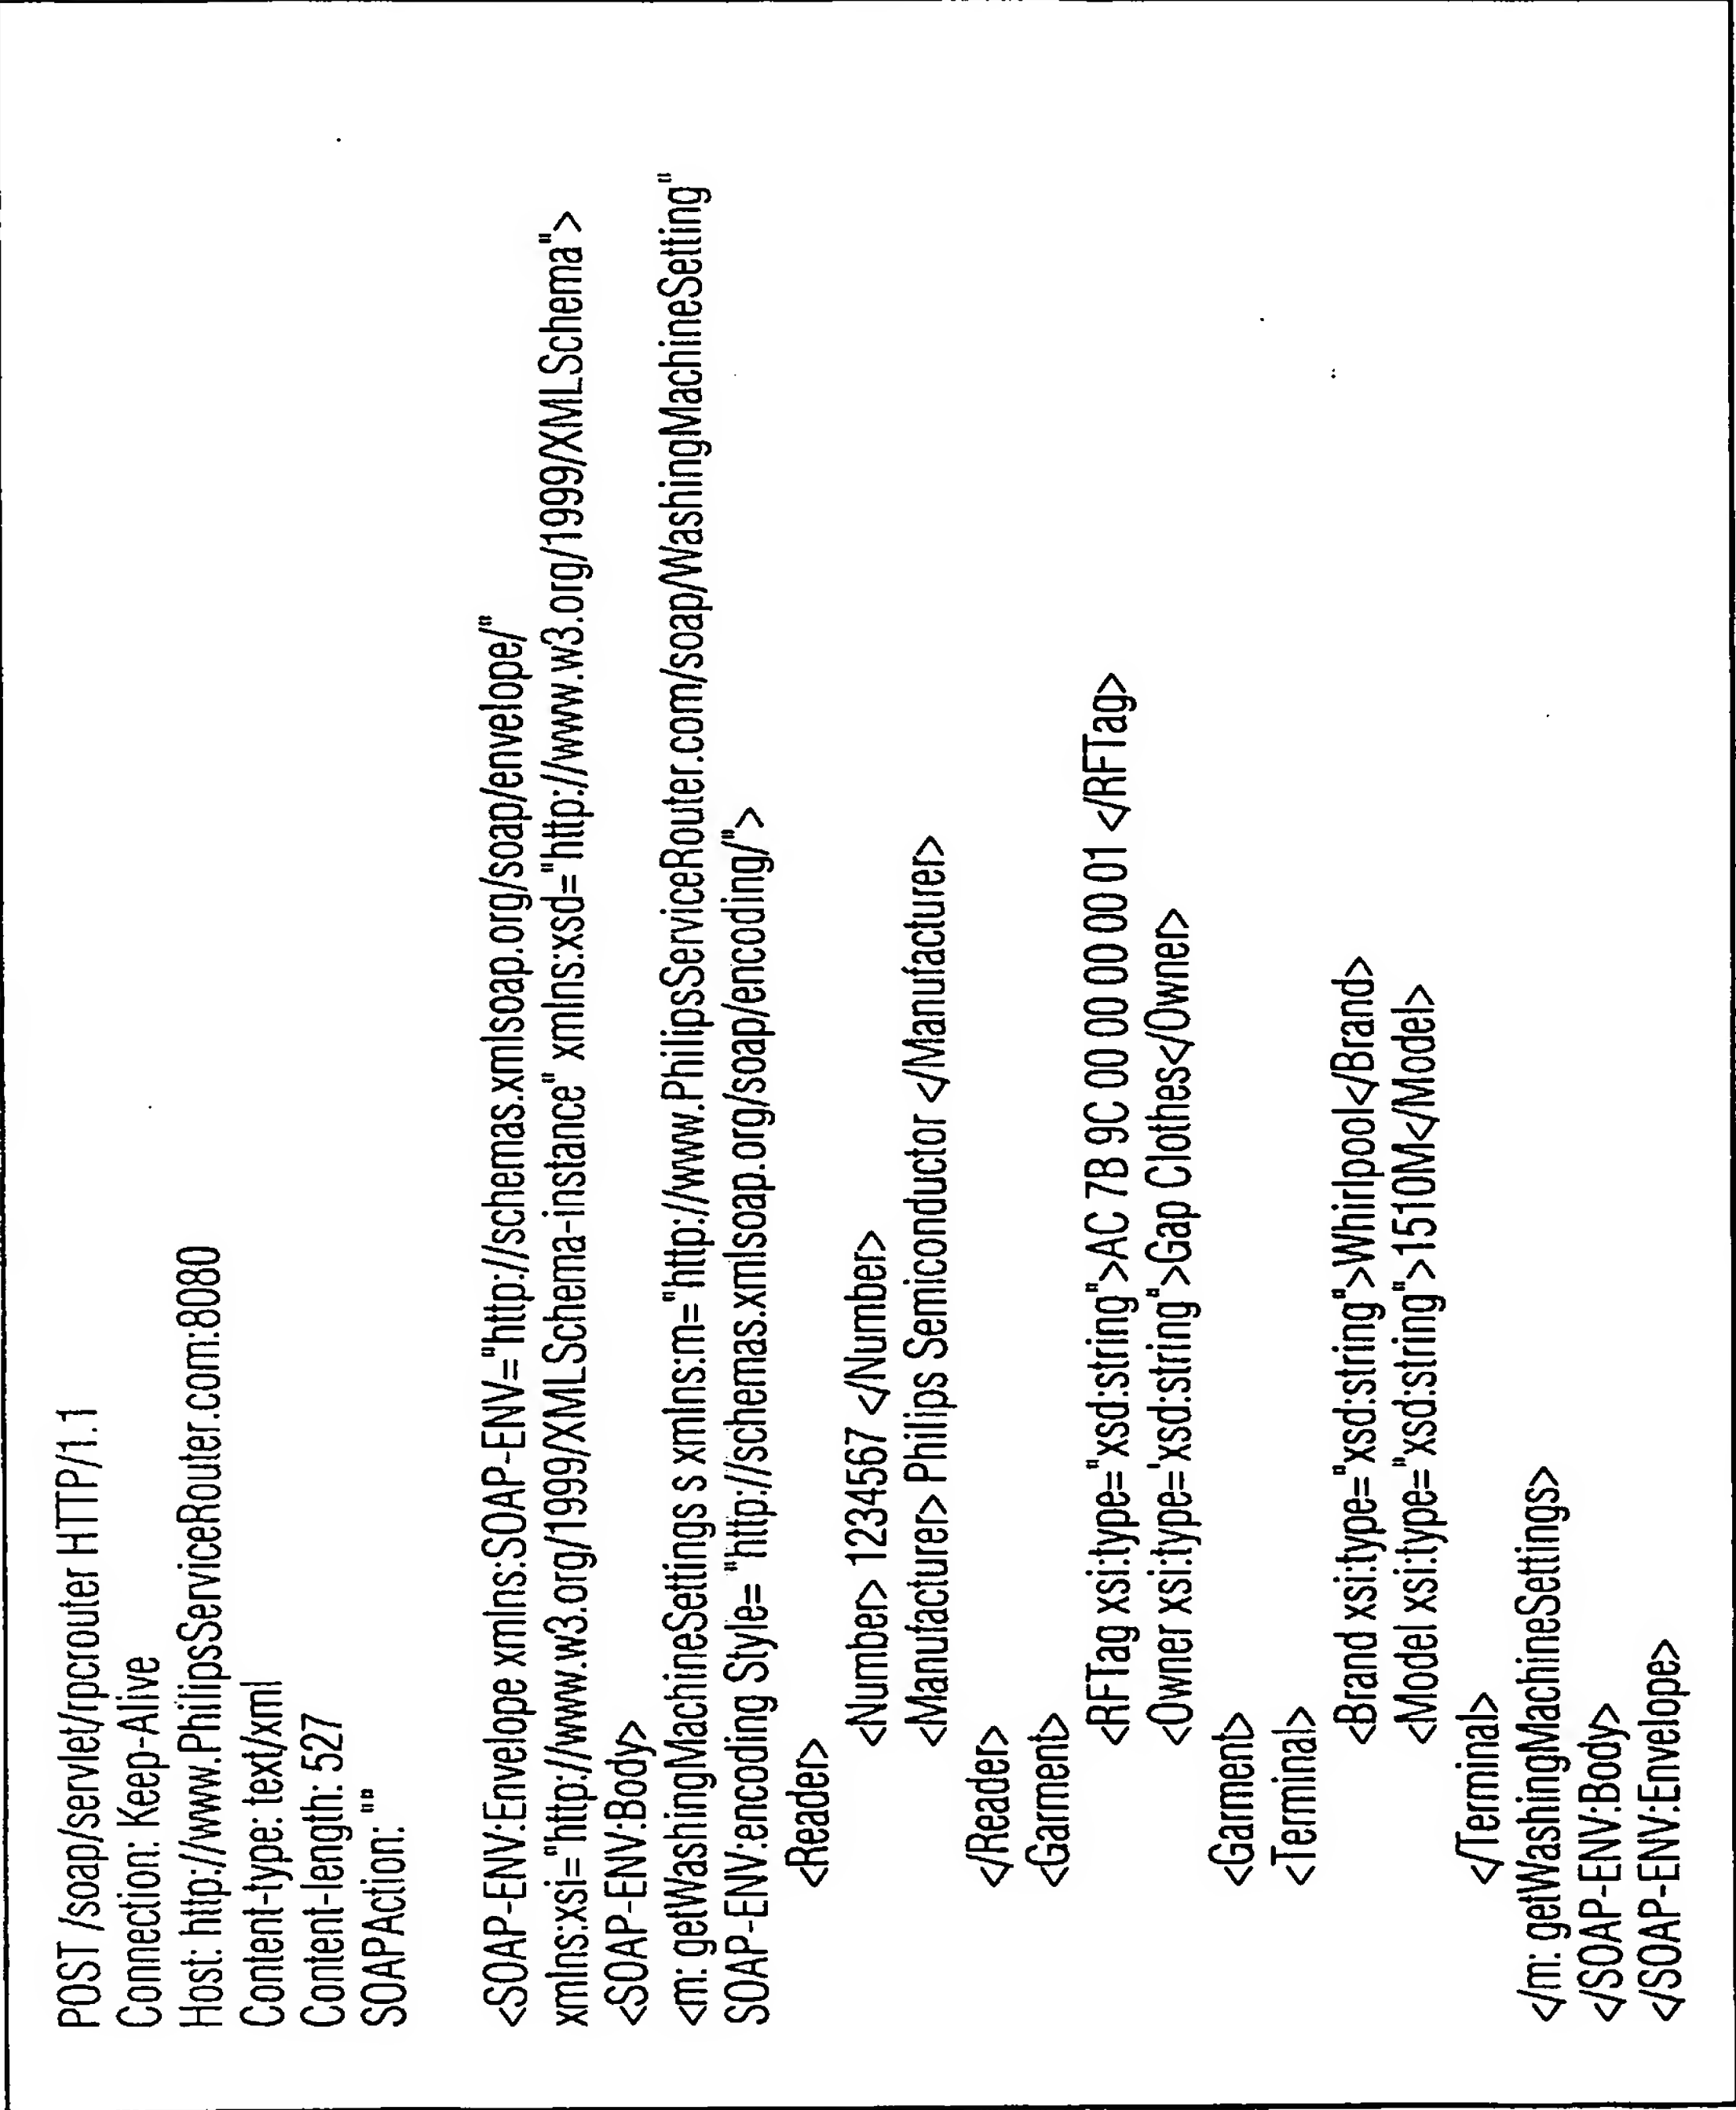 POST /soap/servlet/rpcrouter HTTP/1.1
Connection: Keep-Alive
Host: http://www.PhilipsServiceRouter.com:8080
Content-type: text/xml
Content-length: 527
SOAPAction: ""
<SOAP-ENV:Envelope xmlns:SOAP-ENV="http://schemas.xmlsoap.org/soap/envelope/"
xmlns:xsi="http://www.w3.org/1999/XMLSchema-instance" xmlns:xsd="http://www.w3.org/1999/XMLSchema">
<SOAP-ENV:Body>
<m: getWashingMachineSettings s xmlns:m="http://www.PhilipsServiceRouter.com/soap/WashingMachineSetting"
SOAP-ENV:encoding Style= "http://schemas.xmlsoap.org/soap/encoding/">
<Reader>
<Number> 1234567 </Number>
<Manufacturer> Philips Semiconductor </Manufacturer>
</Reader>
<Garment>
<RFTag xsi:type="xsd:string">AC 7B 9C 00 00 00 01 </RFTag>
<Owner xsi:type='xsd:string">Gap Clothes</Owner>
<Garment>
<Terminal>
<Brand xsi:type="xsd:string">Whirlpool</Brand>
<Model xsi:type="xsd:string">1510M</Model>
</Terminal>
</m: getWashingMachineSettings>
</SOAP-ENV:Body>
</SOAP-ENV:Envelope>